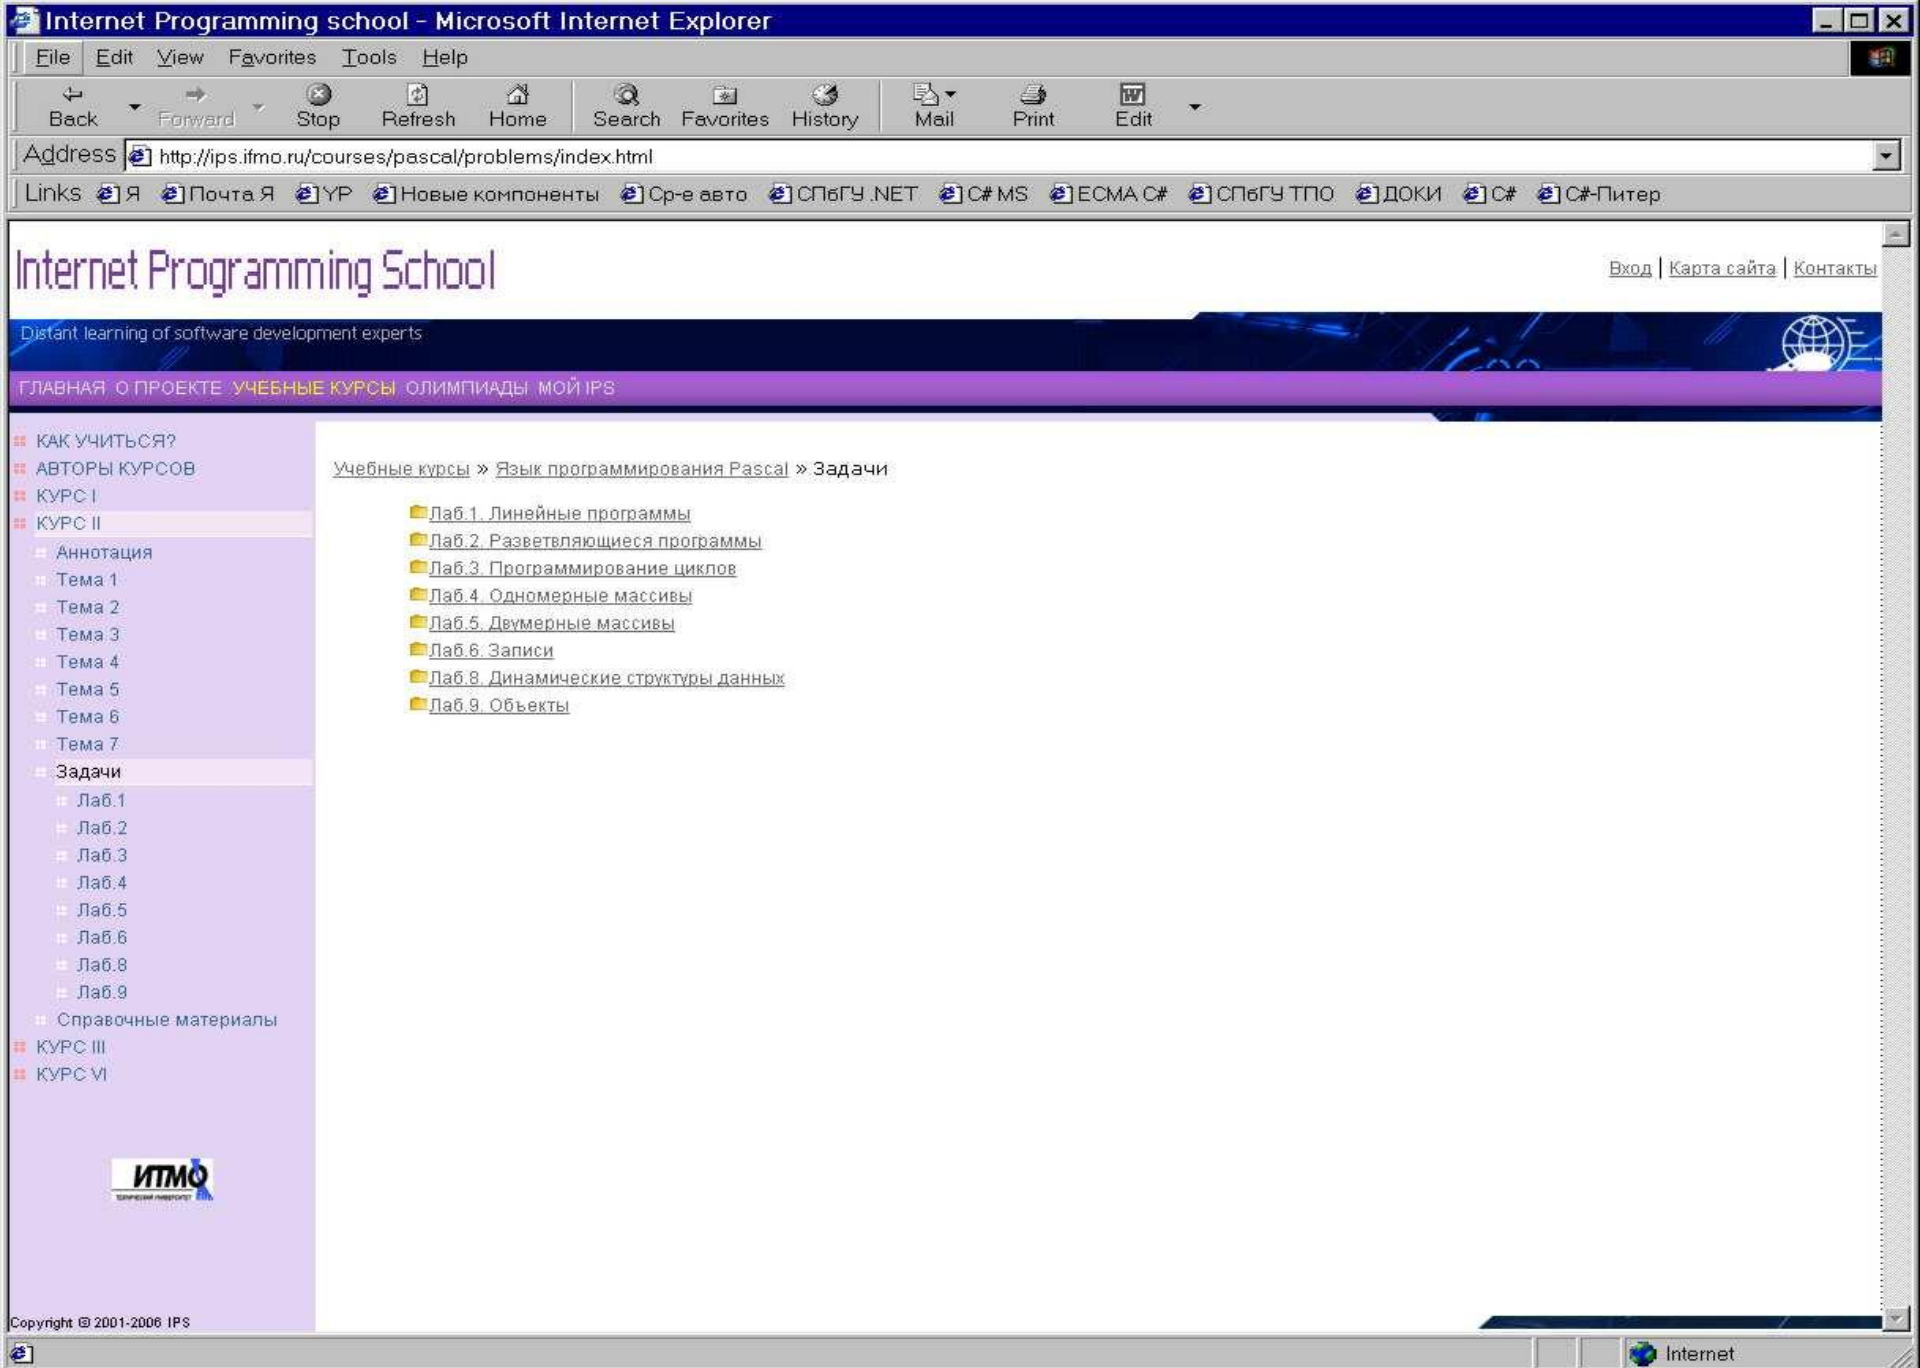 Internet Programming school - Microsoft Internet Explorer
File Edit View Favorites Tools Help
Back Forward Stop Refresh Home Search Favorites History Mail Print Edit
Address http://ips.ifmo.ru/courses/pascal/problems/index.html
Links Я Почта Я YP Новые компоненты Ср-е авто СПбГУ .NET C# MS ECMA C# СПбГУ ТПО ДОКИ C# C#-Питер
Internet Programming School
Вход | Карта сайта | Контакты
Distant learning of software development experts
ГЛАВНАЯ О ПРОЕКТЕ УЧЕБНЫЕ КУРСЫ ОЛИМПИАДЫ МОЙ IPS
КАК УЧИТЬСЯ?
АВТОРЫ КУРСОВ
КУРС I
КУРС II
Аннотация
Тема 1
Тема 2
Тема 3
Тема 4
Тема 5
Тема 6
Тема 7
Задачи
Лаб.1
Лаб.2
Лаб.3
Лаб.4
Лаб.5
Лаб.6
Лаб.8
Лаб.9
Справочные материалы
КУРС III
КУРС VI
ИТМО
Copyright © 2001-2006 IPS
Учебные курсы » Язык программирования Pascal » Задачи
Лаб.1. Линейные программы
Лаб.2. Разветвляющиеся программы
Лаб.3. Программирование циклов
Лаб.4. Одномерные массивы
Лаб.5. Двумерные массивы
Лаб.6. Записи
Лаб.8. Динамические структуры данных
Лаб.9. Объекты
Internet